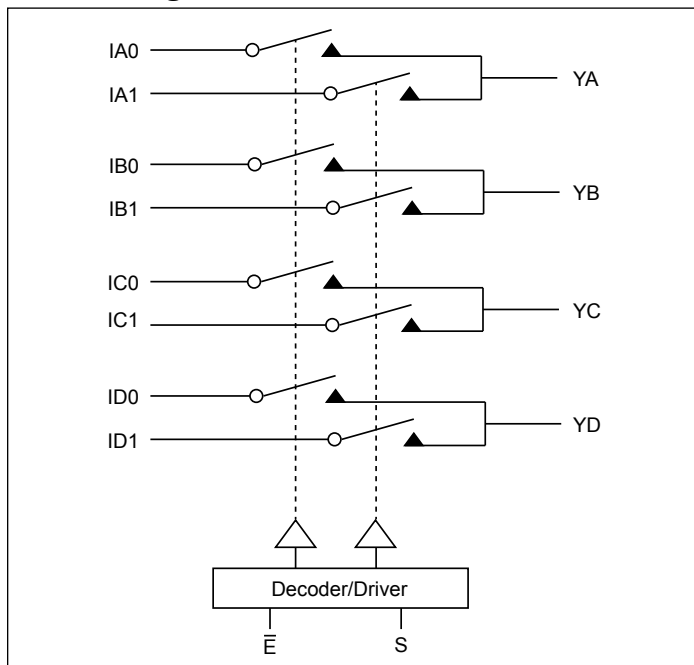 IA0
YA
IA1
IB0
YB
IB1
IC0
YC
IC1
ID0
YD
ID1
Decoder/Driver
E̅
S